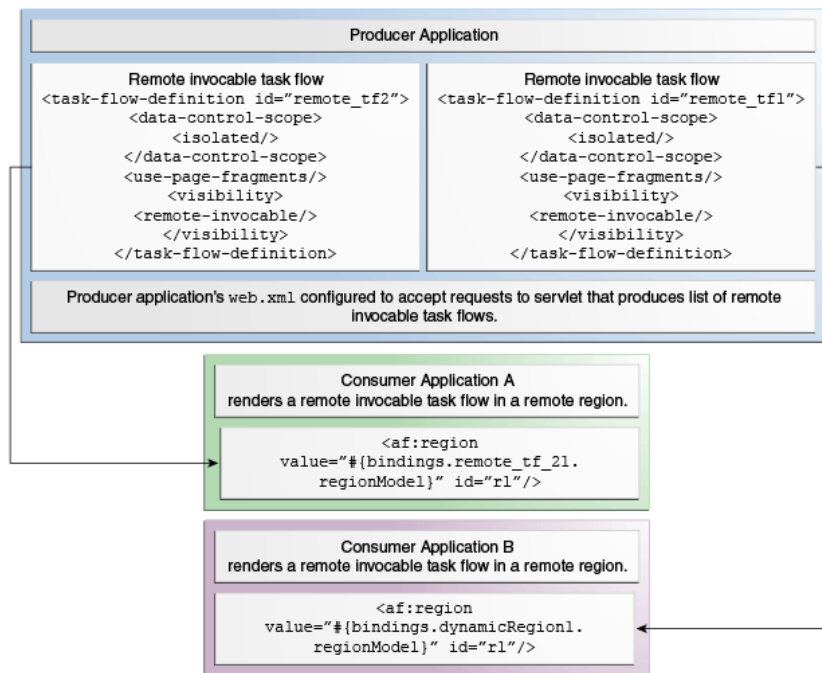 Producer Application
Remote invocable task flow
<task-flow-definition id="remote_tf2">
<data-control-scope>
<isolated/>
</data-control-scope>
<use-page-fragments/>
<visibility>
<remote-invocable/>
</visibility>
</task-flow-definition>
Remote invocable task flow
<task-flow-definition id="remote_tf1">
<data-control-scope>
<isolated/>
</data-control-scope>
<use-page-fragments/>
<visibility>
<remote-invocable/>
</visibility>
</task-flow-definition>
Producer application's web.xml configured to accept requests to servlet that produces list of remote
invocable task flows.
Consumer Application A
renders a remote invocable task flow in a remote region.
<af:region
value="#{bindings.remote_tf_21.
regionModel}" id="r1"/>
Consumer Application B
renders a remote invocable task flow in a remote region.
<af:region
value="#{bindings.dynamicRegion1.
regionModel}" id="r1"/>